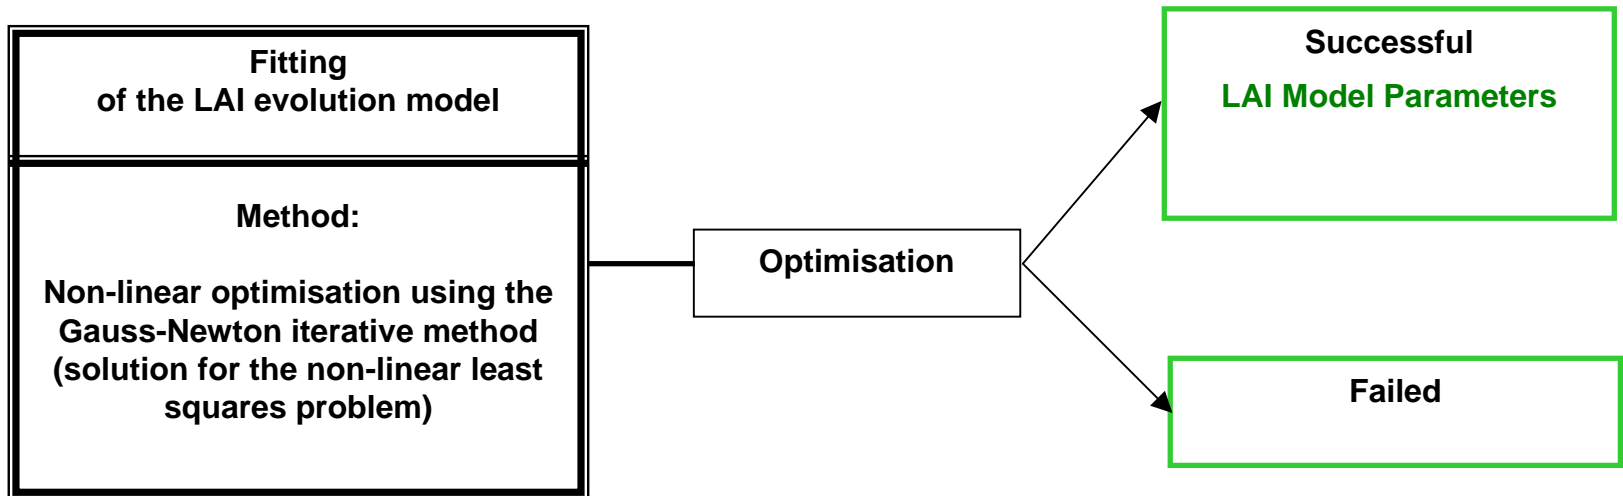 Fitting
of the LAI evolution model
Method:
Non-linear optimisation using the
Gauss-Newton iterative method
(solution for the non-linear least
squares problem)
Optimisation
Successful
LAI Model Parameters
Failed